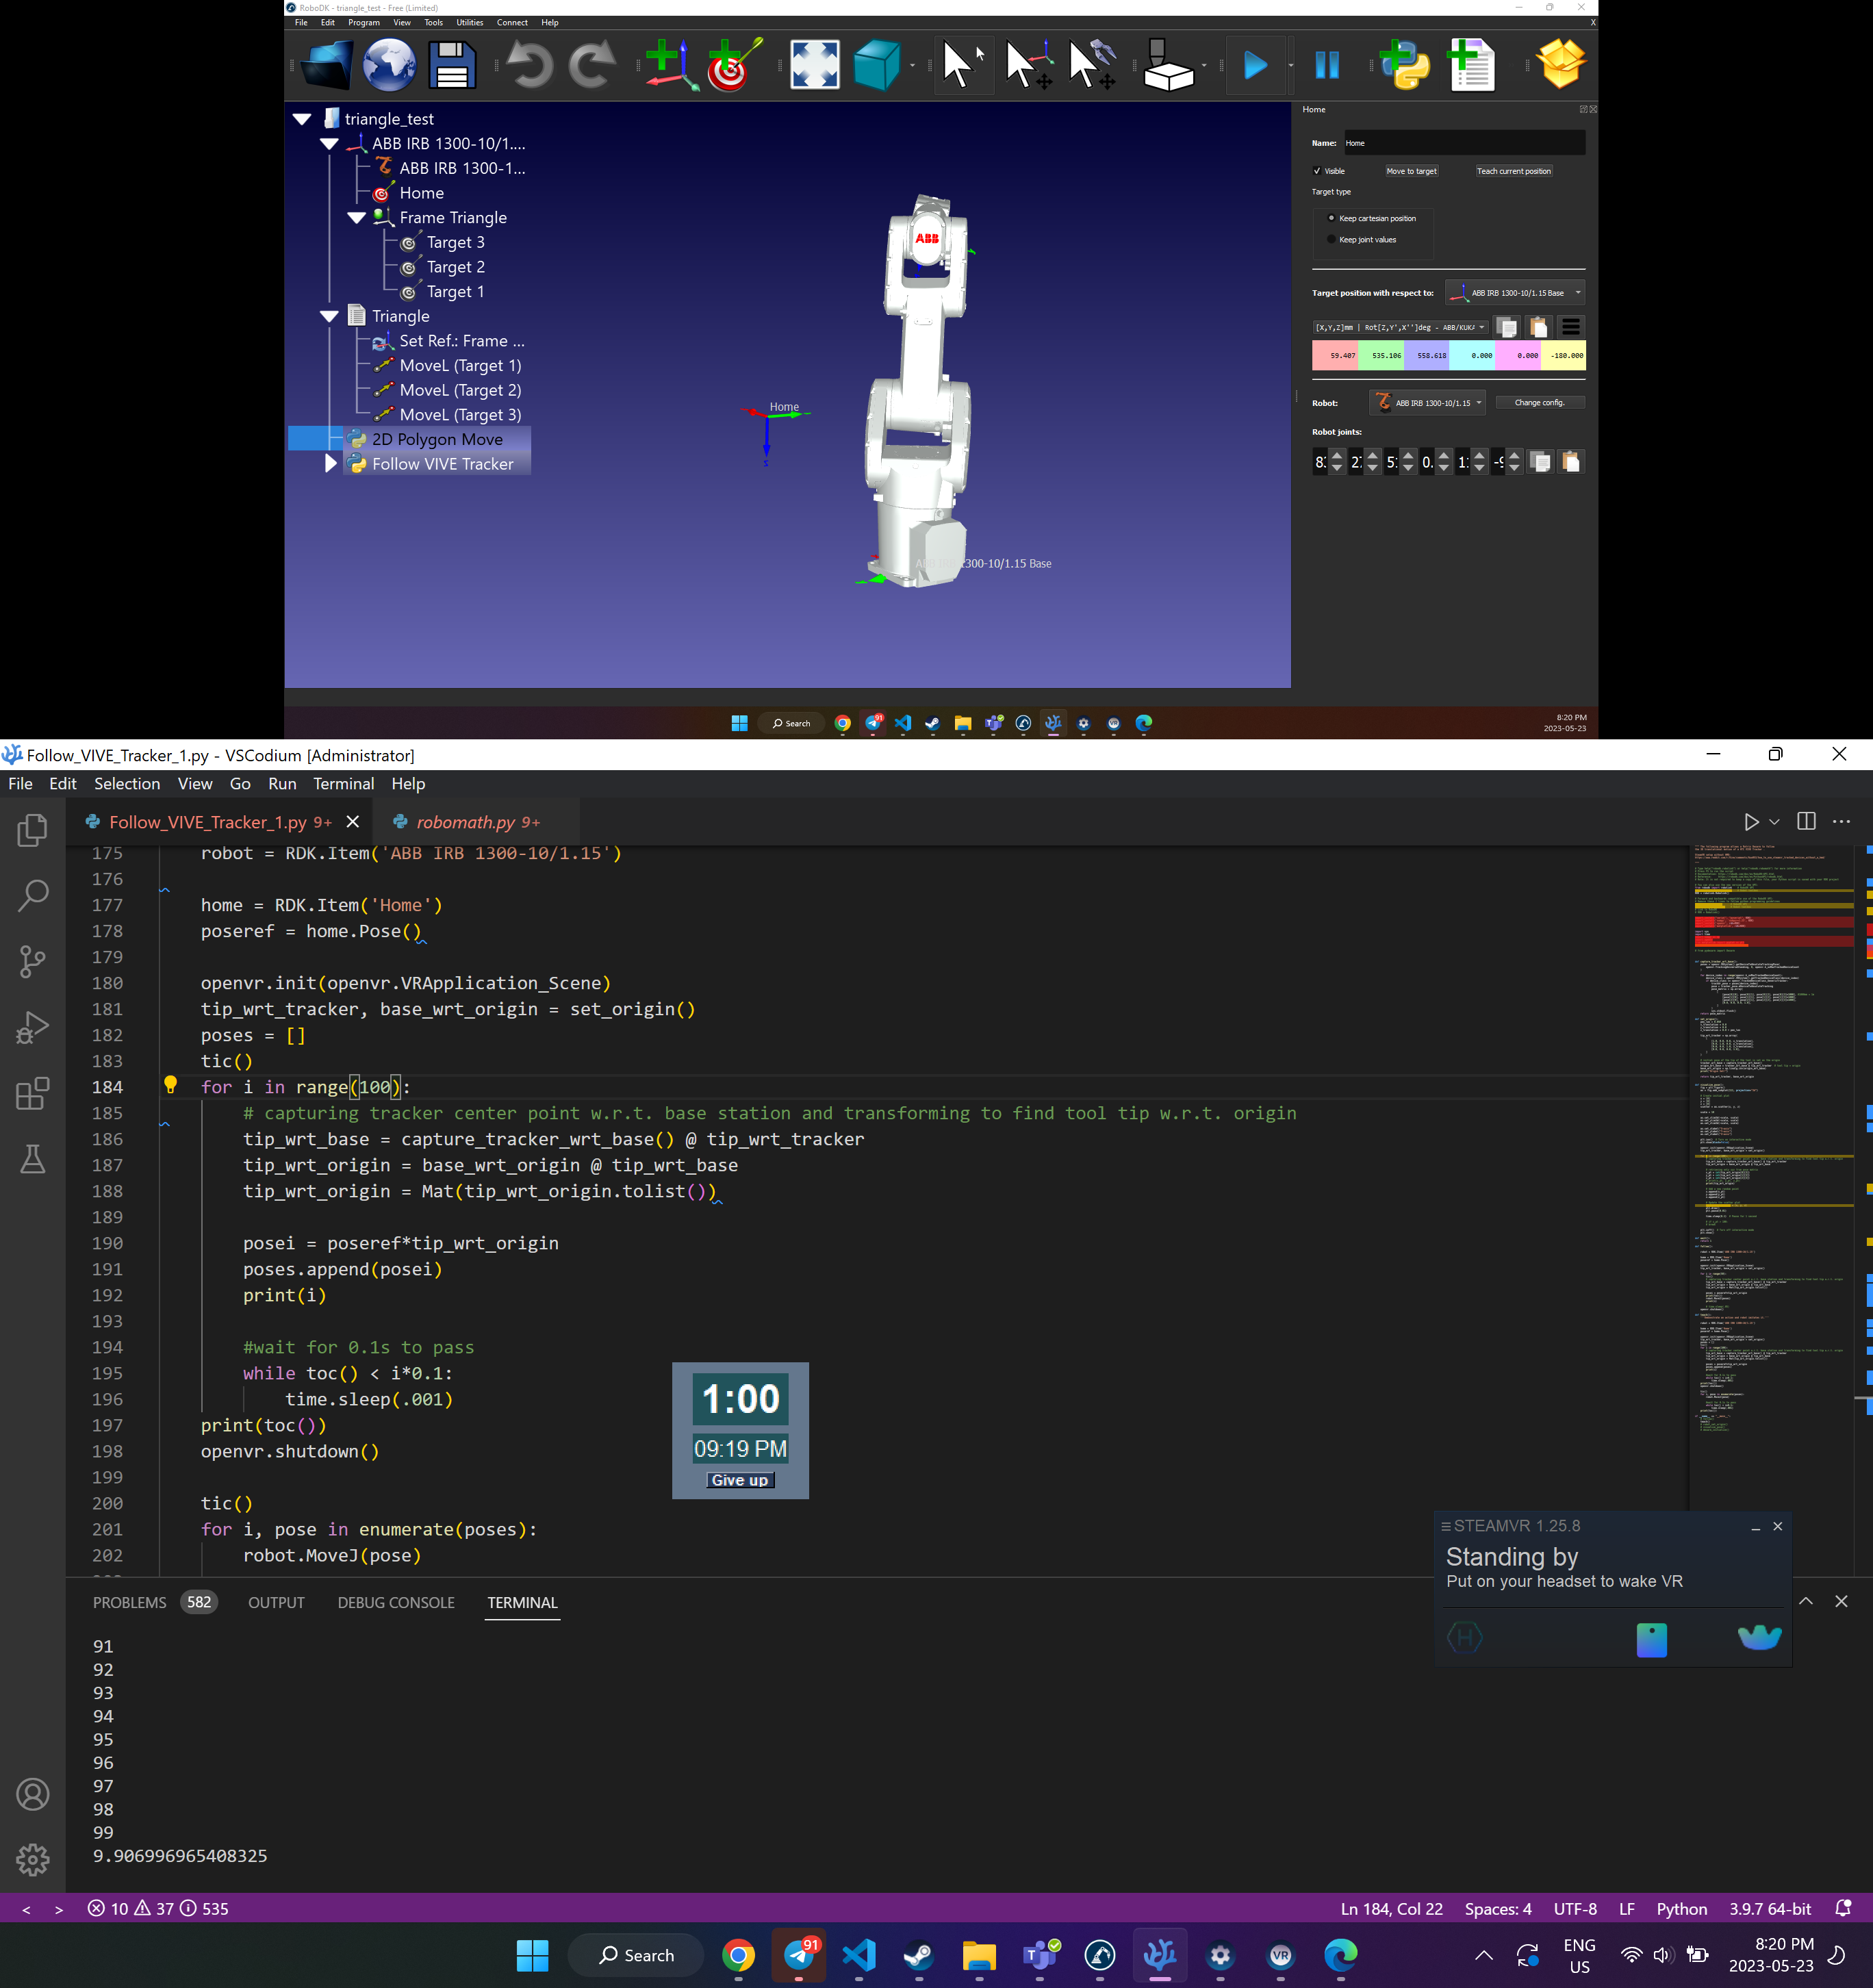 RoboDK - triangle_test - Free (Limited)
File Edit Program View Tools Utilities Connect Help X
triangle_test
ABB IRB 1300-10/1....
ABB IRB 1300-1...
Home
Frame Triangle
Target 3
Target 2
Target 1
Triangle
Set Ref.: Frame ...
MoveL (Target 1)
MoveL (Target 2)
MoveL (Target 3)
2D Polygon Move
Follow VIVE Tracker
ABB
Home
ABB IRB 1300-10/1.15 Base
Home
Name: Home
Visible Move to target Teach current position
Target type
Keep cartesian position
Keep joint values
Target position with respect to: ABB IRB 1300-10/1.15 Base
[X,Y,Z]mm | Rot[Z,Y',X'']deg - ABB/KUKA
59.407 535.106 558.618 0.000 0.000 -180.000
Robot: ABB IRB 1300-10/1.15 Change config.
Robot joints:
Search 91
8:20 PM
2023-05-23
Follow_VIVE_Tracker_1.py - VSCodium [Administrator]
File Edit Selection View Go Run Terminal Help
Follow_VIVE_Tracker_1.py 9+ robomath.py 9+
175 robot = RDK.Item('ABB IRB 1300-10/1.15')
176
177 home = RDK.Item('Home')
178 poseref = home.Pose()
179
180 openvr.init(openvr.VRApplication_Scene)
181 tip_wrt_tracker, base_wrt_origin = set_origin()
182 poses = []
183 tic()
184 for i in range(100):
185 # capturing tracker center point w.r.t. base station and transforming to find tool tip w.r.t. origin
186 tip_wrt_base = capture_tracker_wrt_base() @ tip_wrt_tracker
187 tip_wrt_origin = base_wrt_origin @ tip_wrt_base
188 tip_wrt_origin = Mat(tip_wrt_origin.tolist())
189
190 posei = poseref*tip_wrt_origin
191 poses.append(posei)
192 print(i)
193
194 #wait for 0.1s to pass
195 while toc() < i*0.1:
196 time.sleep(.001)
197 print(toc())
198 openvr.shutdown()
199
200 tic()
201 for i, pose in enumerate(poses):
202 robot.MoveJ(pose)
1:00
09:19 PM
Give up
STEAMVR 1.25.8
Standing by
Put on your headset to wake VR
PROBLEMS 582 OUTPUT DEBUG CONSOLE TERMINAL
91
92
93
94
95
96
97
98
99
9.906996965408325
10 37 535 Ln 184, Col 22 Spaces: 4 UTF-8 LF Python 3.9.7 64-bit
Search 91 ENG US 8:20 PM 2023-05-23